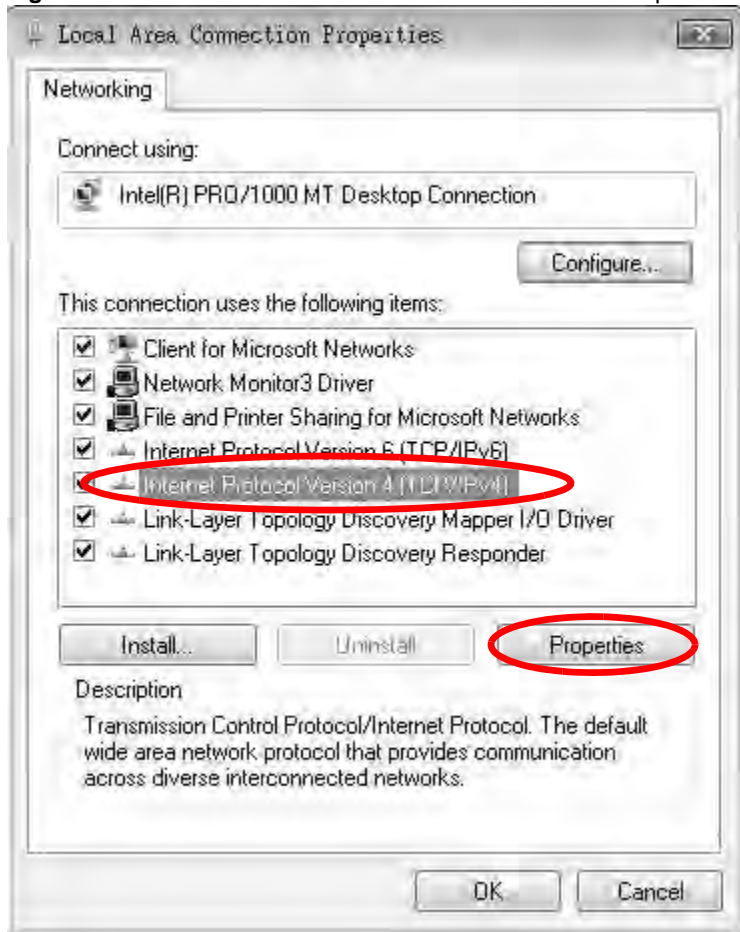 Local Area Connection Properties
Networking
Connect using:
Intel(R) PRO/1000 MT Desktop Connection
Configure...
This connection uses the following items:
Client for Microsoft Networks
Network Monitor3 Driver
File and Printer Sharing for Microsoft Networks
Internet Protocol Version 6 (TCP/IPv6)
Internet Protocol Version 4 (TCP/IPv4)
Link-Layer Topology Discovery Mapper I/O Driver
Link-Layer Topology Discovery Responder
Install... Uninstall Properties
Description
Transmission Control Protocol/Internet Protocol. The default
wide area network protocol that provides communication
across diverse interconnected networks.
OK Cancel